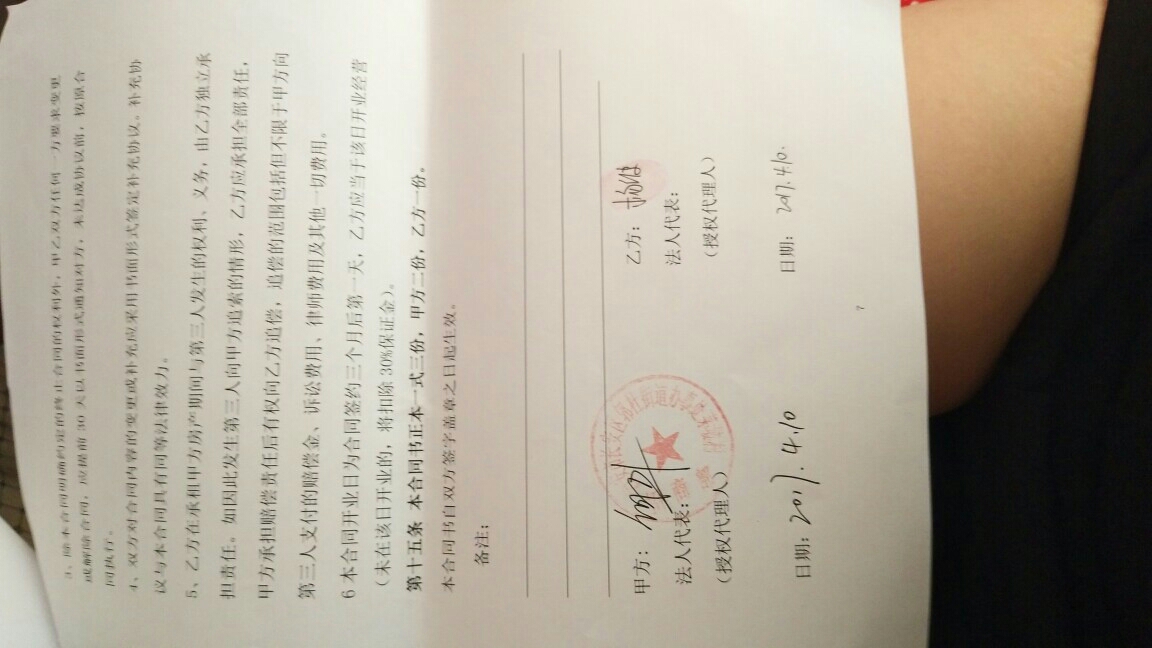 3、除本合同明确约定的终止合同的权利外，甲乙双方任何一方要求变更
或解除合同，应提前 30 天以书面形式通知对方，未达成协议前，按原合
同执行。
4、双方对合同内容的变更或补充应采用书面形式签定补充协议。补充协
议与本合同具有同等法律效力。
5、乙方在承租甲方房产期间与第三人发生的权利、义务，由乙方独立承
担责任。如因此发生第三人向甲方追索的情形，乙方应承担全部责任，
甲方承担赔偿责任后有权向乙方追偿，追偿的范围包括但不限于甲方向
第三人支付的赔偿金、诉讼费用、律师费用及其他一切费用。
6 本合同开业日为合同签约三个月后第一天，乙方应当于该日开业经营
（未在该日开业的，将扣除 30%保证金）。
第十五条 本合同书正本一式三份，甲方二份，乙方一份。
本合同书自双方签字盖章之日起生效。
备注：
甲方： 乙方：
法人代表： 法人代表：
（授权代理人） （授权代理人）
日期：2017.4.10 日期：2017.4.10.
7